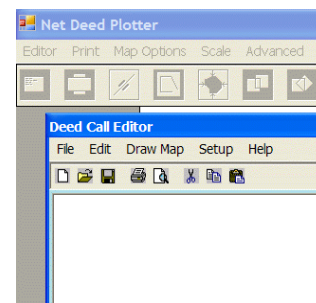 Net Deed Plotter
Editor Print Map Options Scale Advanced
Deed Call Editor
File Edit Draw Map Setup Help